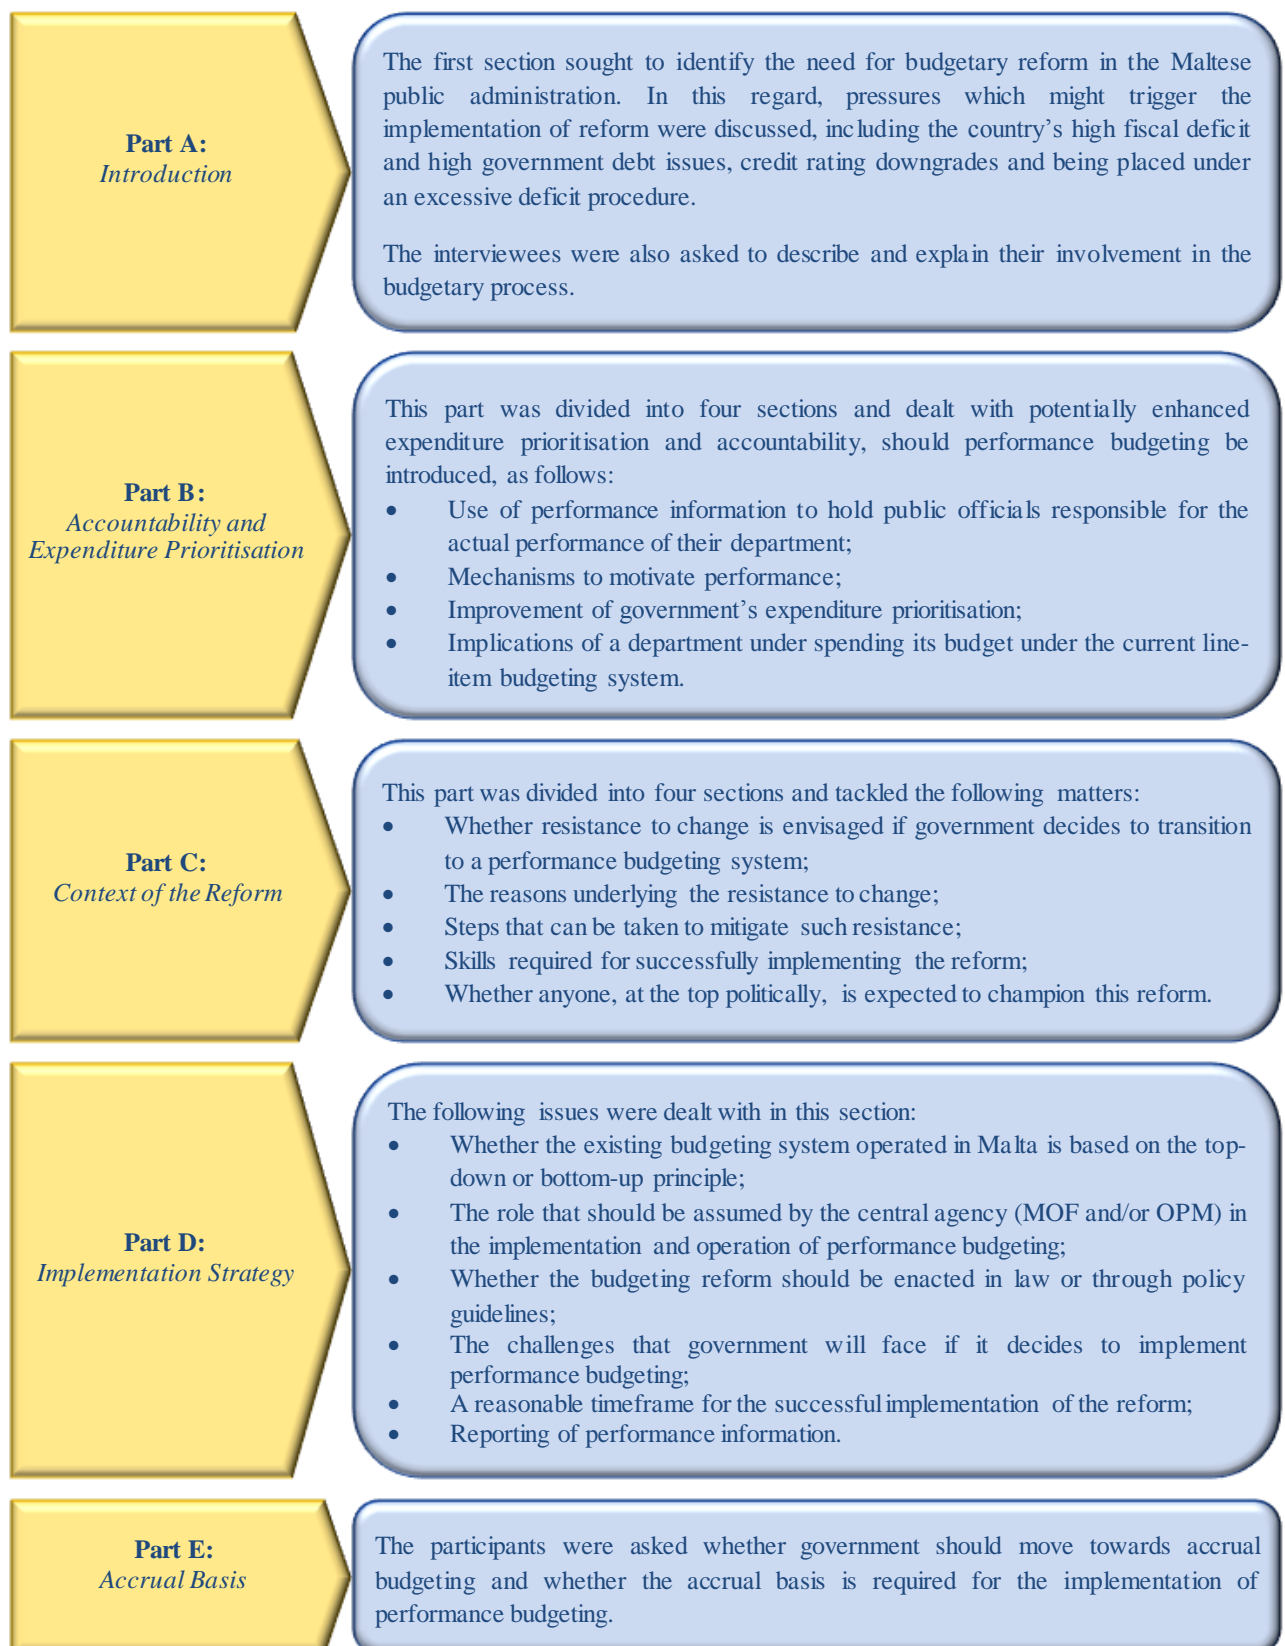 Part A:
Introduction
The first section sought to identify the need for budgetary reform in the Maltese
public administration. In this regard, pressures which might trigger the
implementation of reform were discussed, including the country's high fiscal deficit
and high government debt issues, credit rating downgrades and being placed under
an excessive deficit procedure.
The interviewees were also asked to describe and explain their involvement in the
budgetary process.
Part B:
Accountability and
Expenditure Prioritisation
This part was divided into four sections and dealt with potentially enhanced
expenditure prioritisation and accountability, should performance budgeting be
introduced, as follows:
• Use of performance information to hold public officials responsible for the
actual performance of their department;
• Mechanisms to motivate performance;
• Improvement of government's expenditure prioritisation;
• Implications of a department under spending its budget under the current line-
item budgeting system.
Part C:
Context of the Reform
This part was divided into four sections and tackled the following matters:
• Whether resistance to change is envisaged if government decides to transition
to a performance budgeting system;
• The reasons underlying the resistance to change;
• Steps that can be taken to mitigate such resistance;
• Skills required for successfully implementing the reform;
• Whether anyone, at the top politically, is expected to champion this reform.
Part D:
Implementation Strategy
The following issues were dealt with in this section:
• Whether the existing budgeting system operated in Malta is based on the top-
down or bottom-up principle;
• The role that should be assumed by the central agency (MOF and/or OPM) in
the implementation and operation of performance budgeting;
• Whether the budgeting reform should be enacted in law or through policy
guidelines;
• The challenges that government will face if it decides to implement
performance budgeting;
• A reasonable timeframe for the successful implementation of the reform;
• Reporting of performance information.
Part E:
Accrual Basis
The participants were asked whether government should move towards accrual
budgeting and whether the accrual basis is required for the implementation of
performance budgeting.